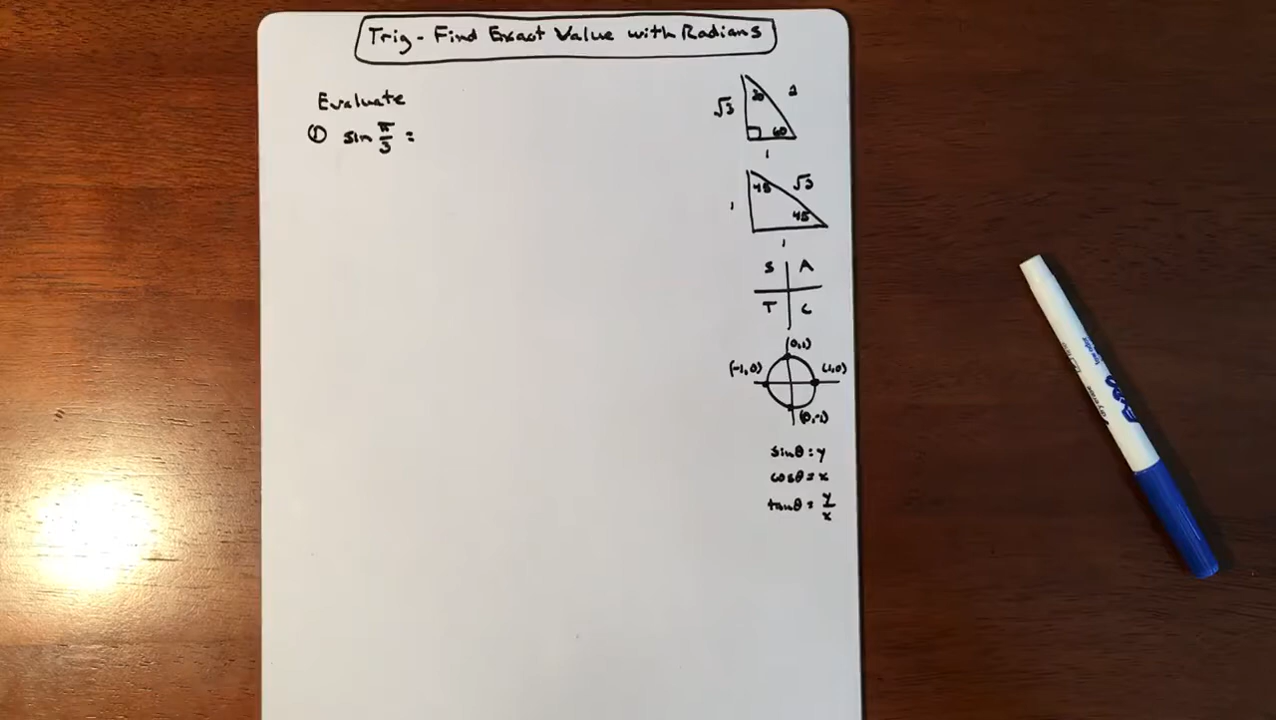 Trig - Find Exact Value with Radians
Evaluate
① sin π/3 =
√3
30
2
60
1
45
1
45
1
S A
T C
(0,1)
(-1,0) (1,0)
(0,-1)
sinθ = y
cosθ = x
tanθ = y/x
EXPO